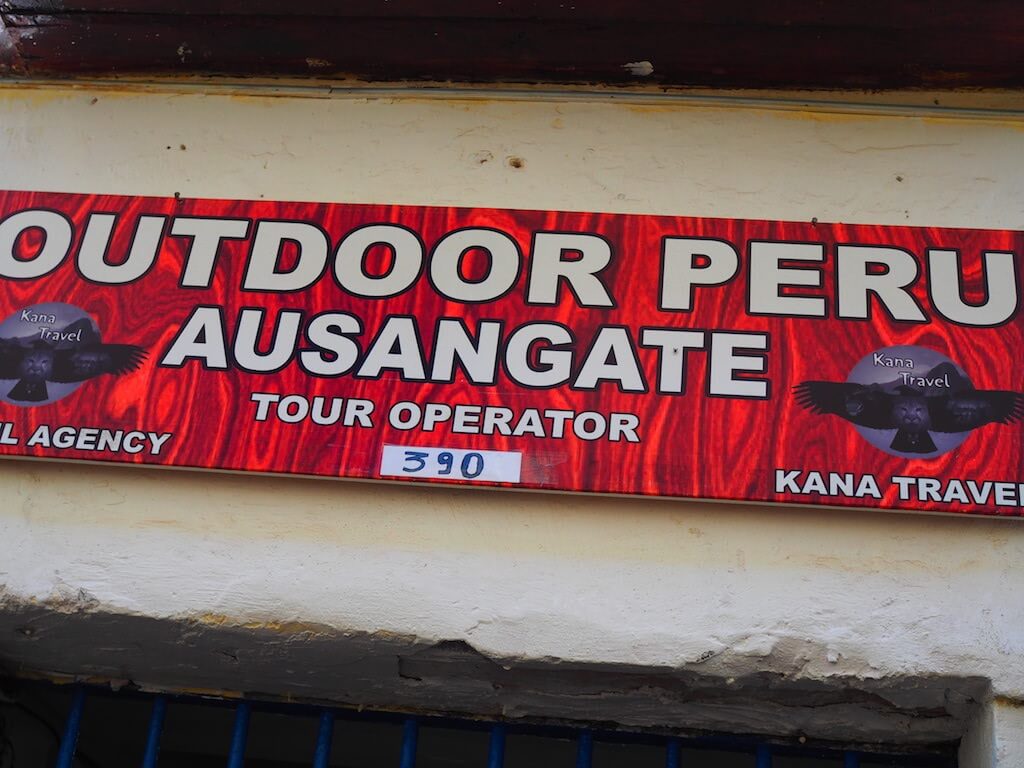 OUTDOOR PERU
AUSANGATE
TOUR OPERATOR
390
Kana
Travel
AGENCY
Kana
Travel
KANA TRAVEL